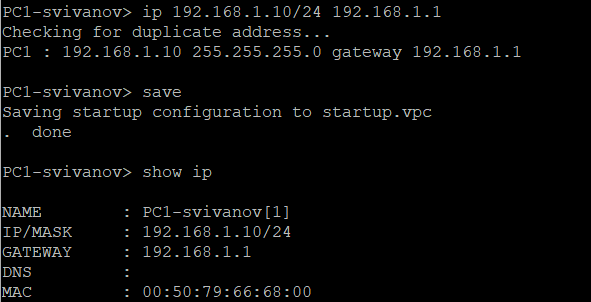 PC1-svivanov> ip 192.168.1.10/24 192.168.1.1
Checking for duplicate address...
PC1 : 192.168.1.10 255.255.255.0 gateway 192.168.1.1
PC1-svivanov> save
Saving startup configuration to startup.vpc
.  done
PC1-svivanov> show ip
NAME        : PC1-svivanov[1]
IP/MASK     : 192.168.1.10/24
GATEWAY     : 192.168.1.1
DNS         :
MAC         : 00:50:79:66:68:00